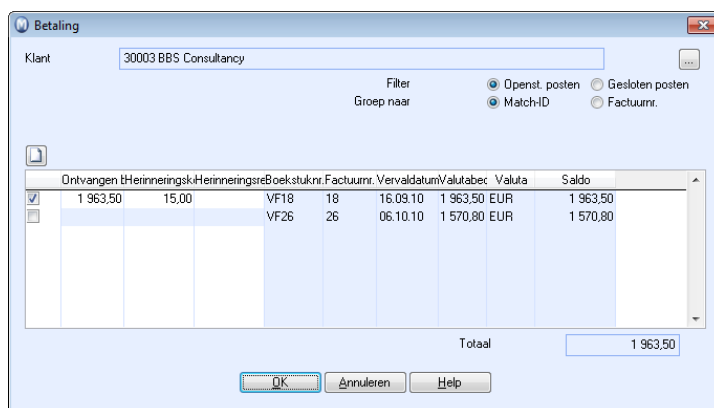 Betaling
Klant 30003 BBS Consultancy ...
Filter Openst. posten Gesloten posten
Groep naar Match-ID Factuurnr.
Ontvangen Herinneringsk Herinneringsre Boekstuknr. Factuurnr. Vervaldatum Valutabec Valuta Saldo
1 963,50 15,00 VF18 18 16.09.10 1 963,50 EUR 1 963,50
VF26 26 06.10.10 1 570,80 EUR 1 570,80
Totaal 1 963,50
OK Annuleren Help